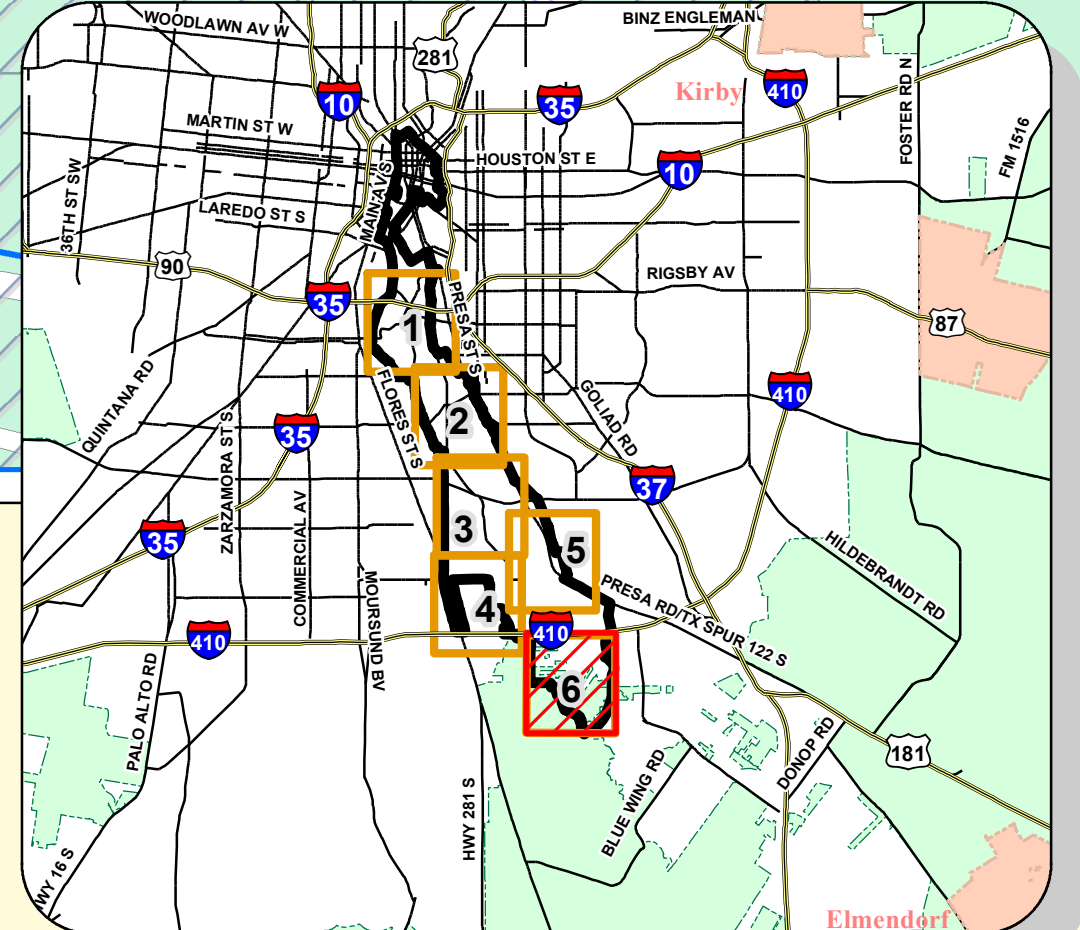 WOODLAWN AV W
BINZ ENGLEMAN
281
10
35
Kirby
410
FOSTER RD N
MARTIN ST W
FM 1516
HOUSTON ST E
10
36TH ST SW
MAIN AV S
LAREDO ST S
90
RIGSBY AV
35
PRESA ST S
1
87
QUINTANA RD
FLORES ST S
GOLIAD RD
410
2
ZARZAMORA ST S
35
37
COMMERCIAL AV
3
35
5
HILDEBRANDT RD
MOURSUND BV
4
PRESA RD/TX SPUR 122 S
410
410
PALO ALTO RD
6
DONOP RD
181
BLUE WING RD
HWY 281 S
WY 16 S
Elmendorf